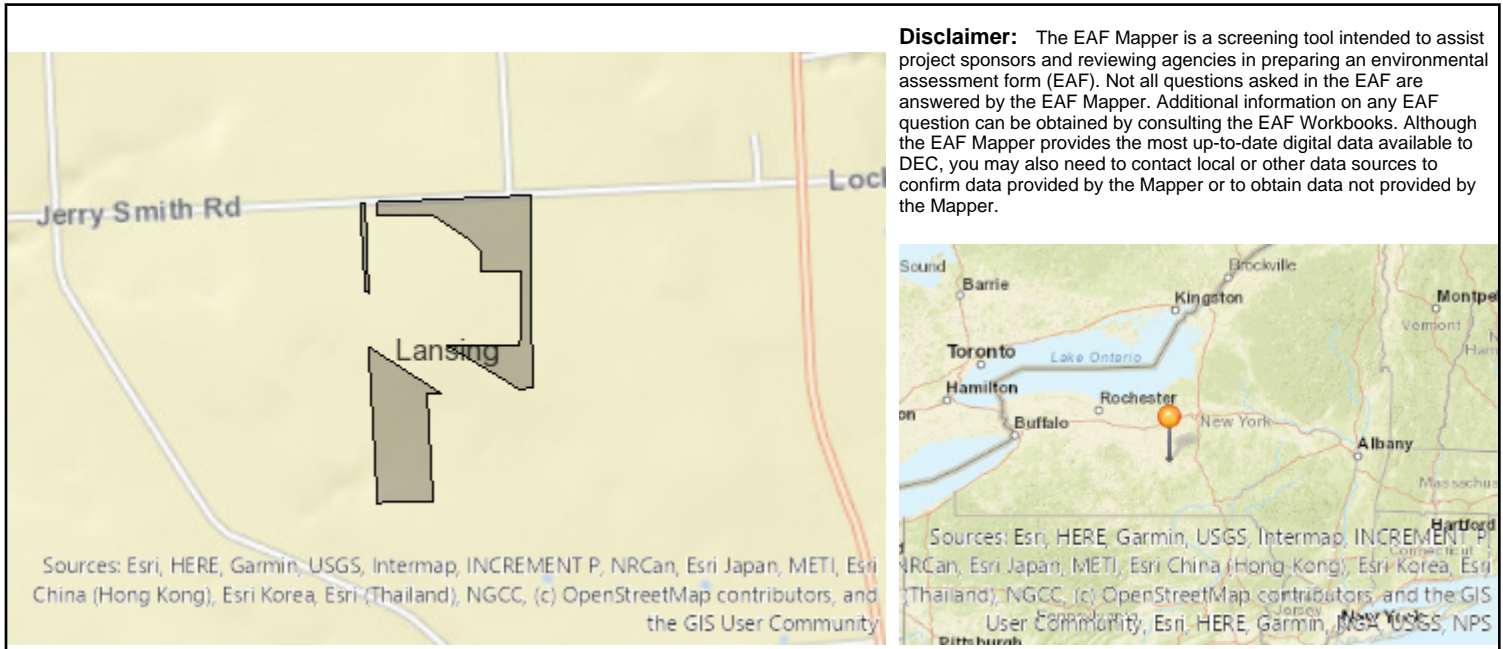 Disclaimer: The EAF Mapper is a screening tool intended to assist
project sponsors and reviewing agencies in preparing an environmental
assessment form (EAF). Not all questions asked in the EAF are
answered by the EAF Mapper. Additional information on any EAF
question can be obtained by consulting the EAF Workbooks. Although
the EAF Mapper provides the most up-to-date digital data available to
DEC, you may also need to contact local or other data sources to
confirm data provided by the Mapper or to obtain data not provided by
the Mapper.
Jerry Smith Rd
Lansing
Sources: Esri, HERE, Garmin, USGS, Intermap, INCREMENT P, NRCan, Esri Japan, METI, Esri
China (Hong Kong), Esri Korea, Esri (Thailand), NGCC, (c) OpenStreetMap contributors, and
the GIS User Community
Sound
Brockville
Barrie
Kingston
Vermont
Toronto
Lake Ontario
Hamilton
Rochester
Buffalo
New York
Albany
Hartford
Sources: Esri, HERE, Garmin, USGS, Intermap, INCREMENT P,
NRCan, Esri Japan, METI, Esri China (Hong Kong), Esri Korea, Esri
(Thailand), NGCC, (c) OpenStreetMap contributors, and the GIS
User Community, Esri, HERE, Garmin, NGA, USGS, NPS
New York
Pittsburgh